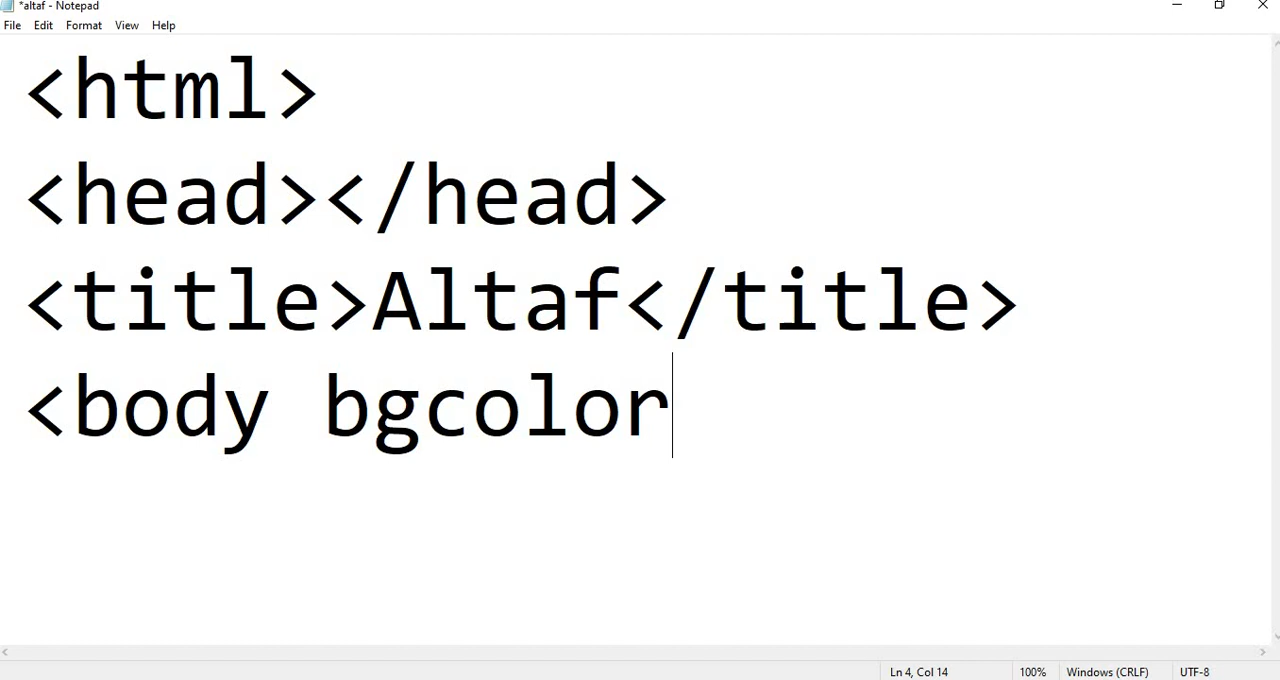 *altaf - Notepad
File Edit Format View Help
<html>
<head></head>
<title>Altaf</title>
<body bgcolor
Ln 4, Col 14 100% Windows (CRLF) UTF-8